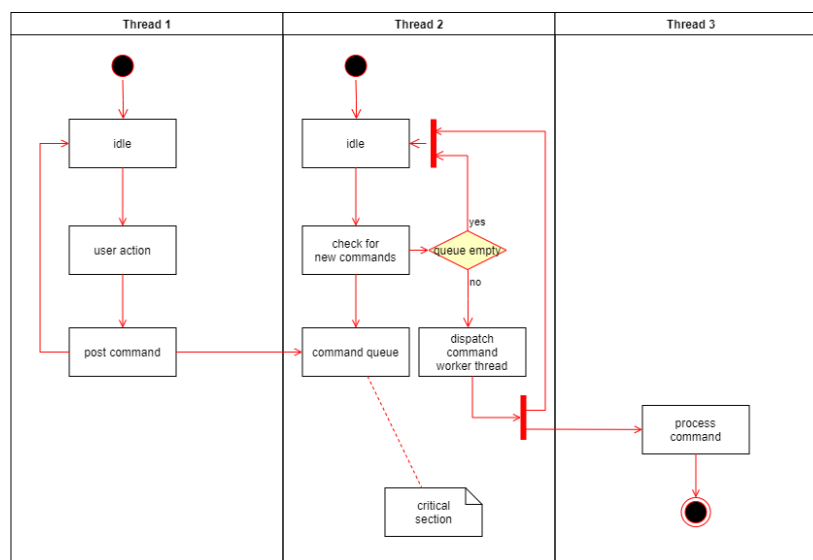 Thread 1
Thread 2
Thread 3
idle
idle
user action
check for
new commands
yes
queue empty
no
post command
command queue
dispatch
command
worker thread
process
command
critical
section